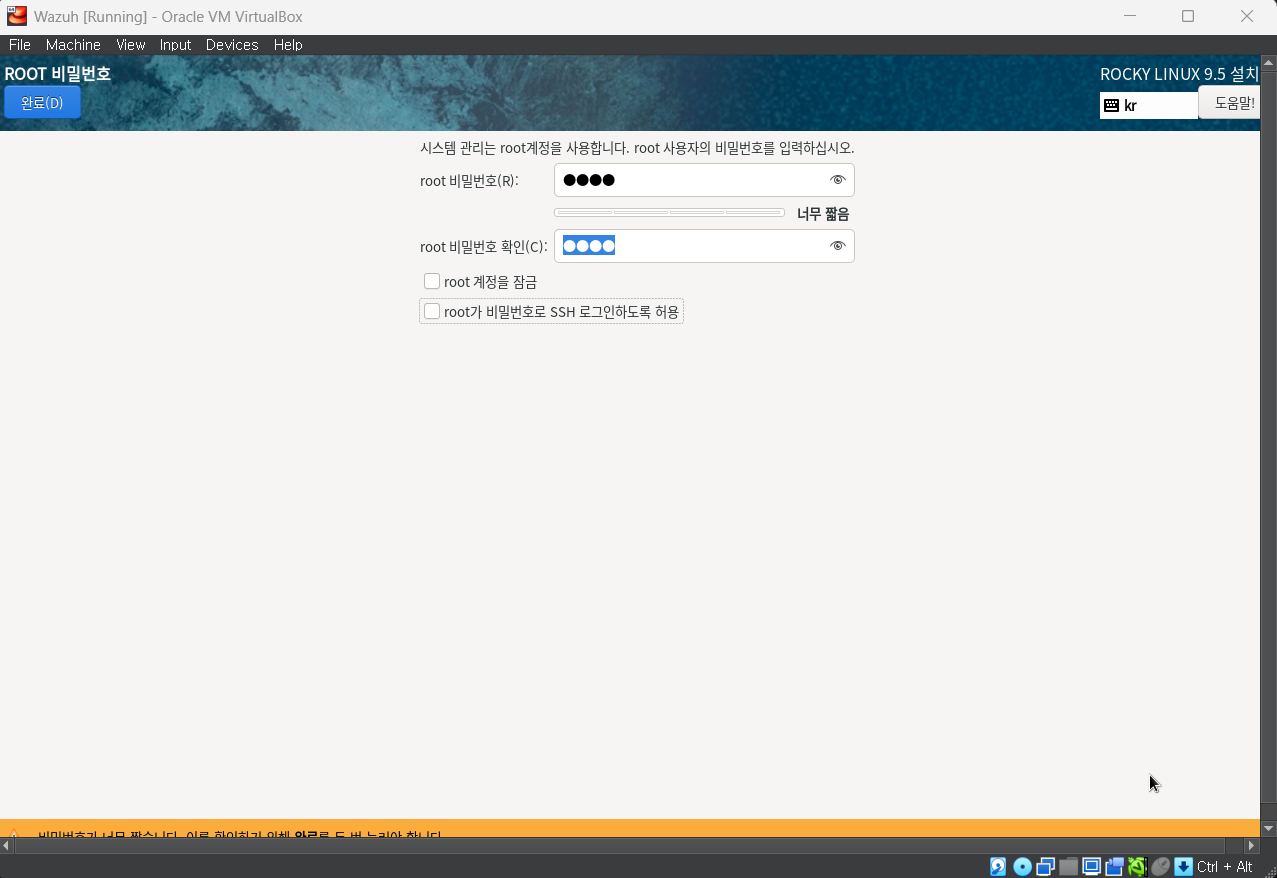 Wazuh [Running] - Oracle VM VirtualBox
File Machine View Input Devices Help
ROOT 비밀번호
ROCKY LINUX 9.5 설치
완료(D)
kr
도움말!
시스템 관리는 root계정을 사용합니다. root 사용자의 비밀번호를 입력하십시오.
root 비밀번호(R):
너무 짧음
root 비밀번호 확인(C):
root 계정을 잠금
root가 비밀번호로 SSH 로그인하도록 허용
비밀번호가 너무 짧습니다. 이를 확인하기 위해 완료를 두 번 눌러야 합니다.
Ctrl + Alt